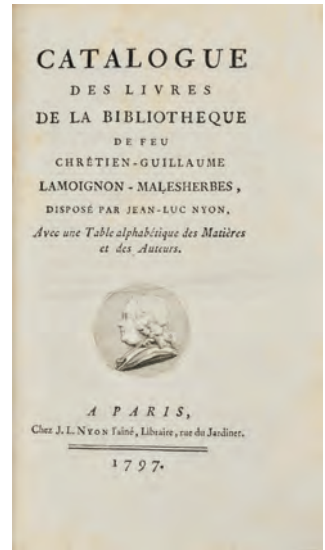 CATALOGUE
DES LIVRES
DE LA BIBLIOTHEQUE
DE FEU
CHRÉTIEN-GUILLAUME
LAMOIGNON-MALESHERBES,
DISPOSÉ PAR JEAN-LUC NYON,
Avec une Table alphabétique des Matières
et des Auteurs.
A PARIS,
Chez J. L. NYON l'aîné, Libraire, rue du Jardinet.
1797.